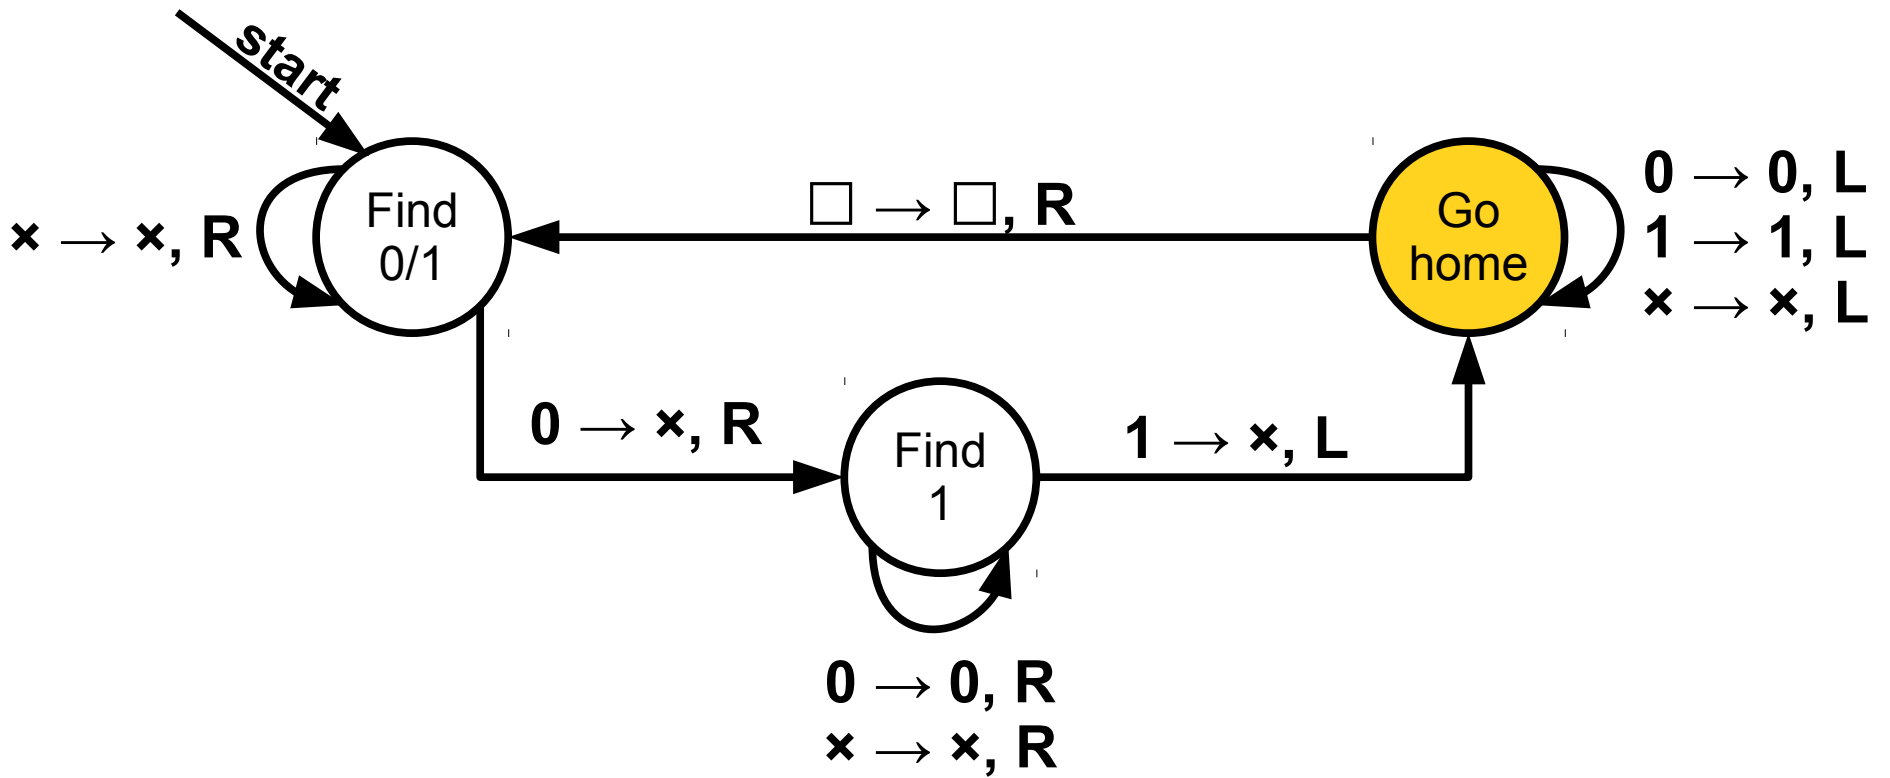 start
Find
0/1
× → ×, R
□ → □, R
Go
home
0 → 0, L
1 → 1, L
× → ×, L
0 → ×, R
Find
1
1 → ×, L
0 → 0, R
× → ×, R